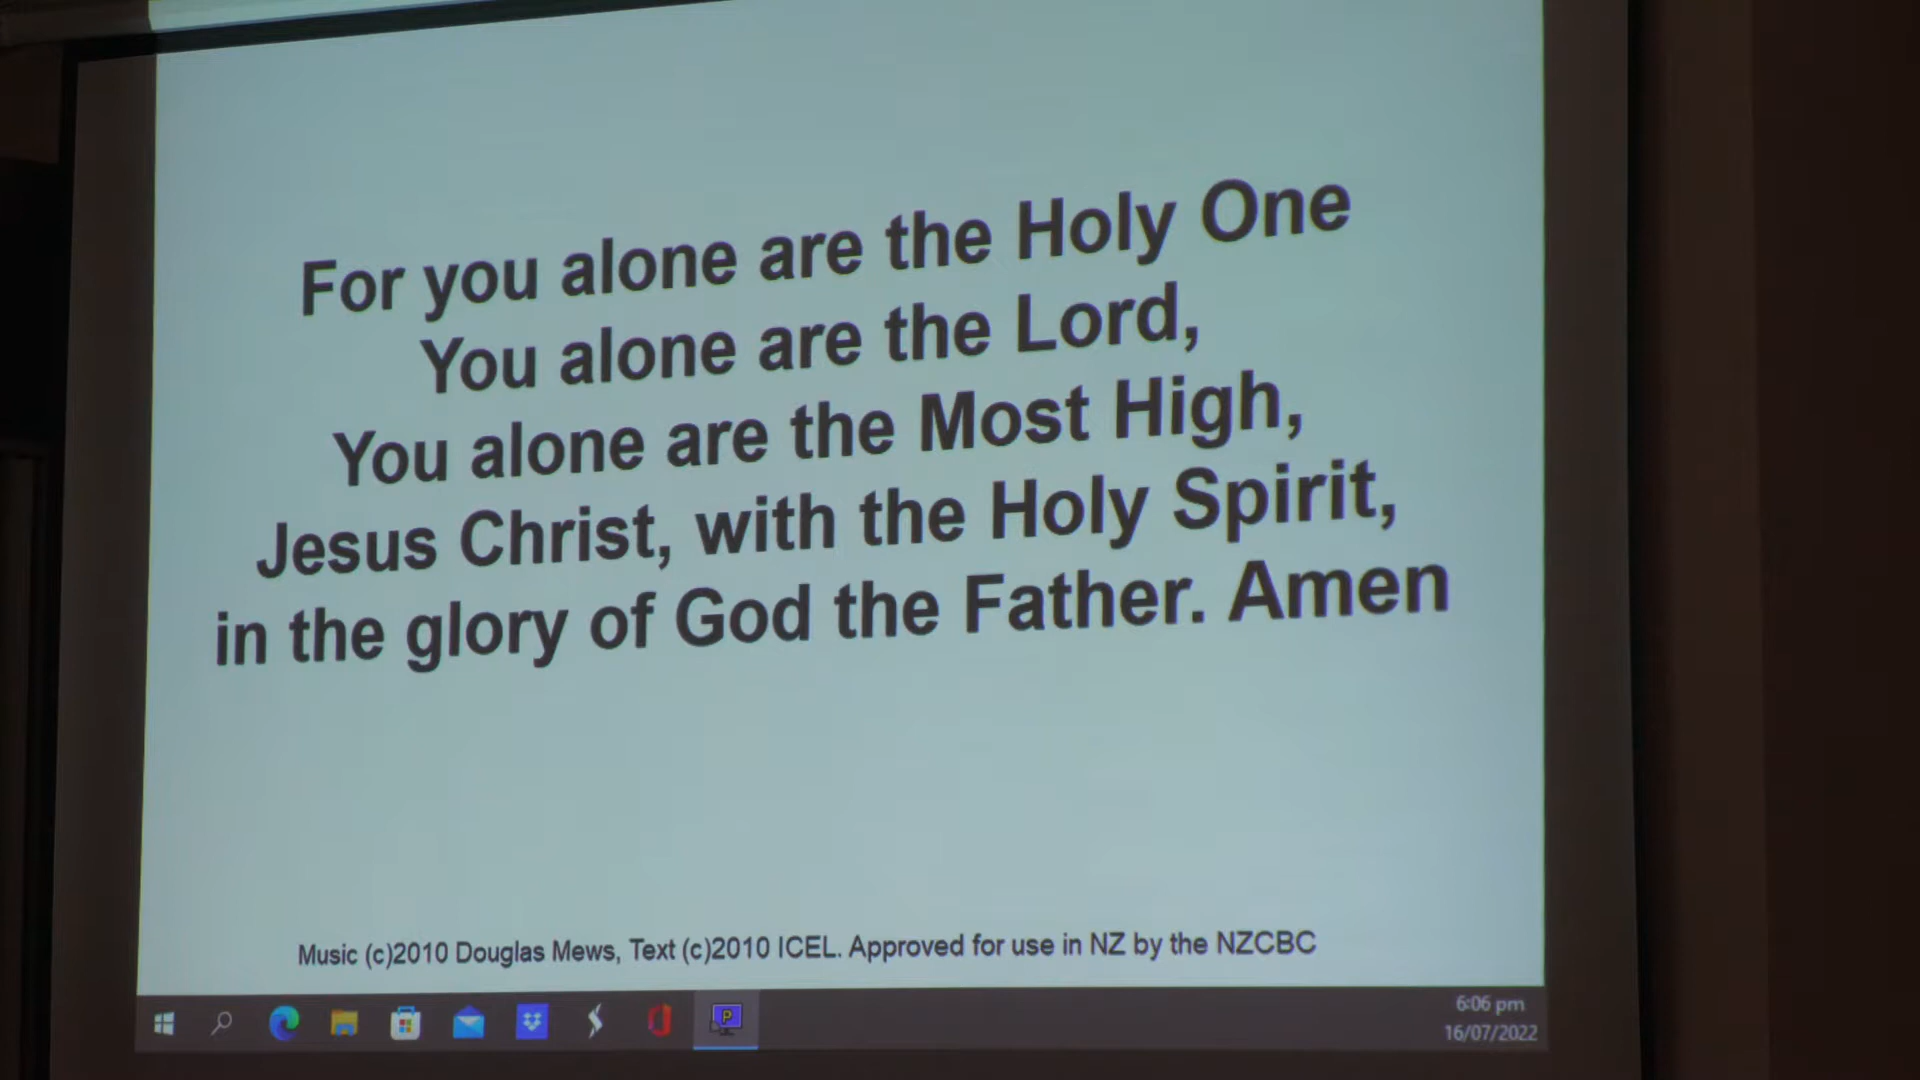 For you alone are the Holy One
You alone are the Lord,
You alone are the Most High,
Jesus Christ, with the Holy Spirit,
in the glory of God the Father. Amen
Music (c)2010 Douglas Mews, Text (c)2010 ICEL. Approved for use in NZ by the NZCBC
P
6:06 pm
16/07/2022